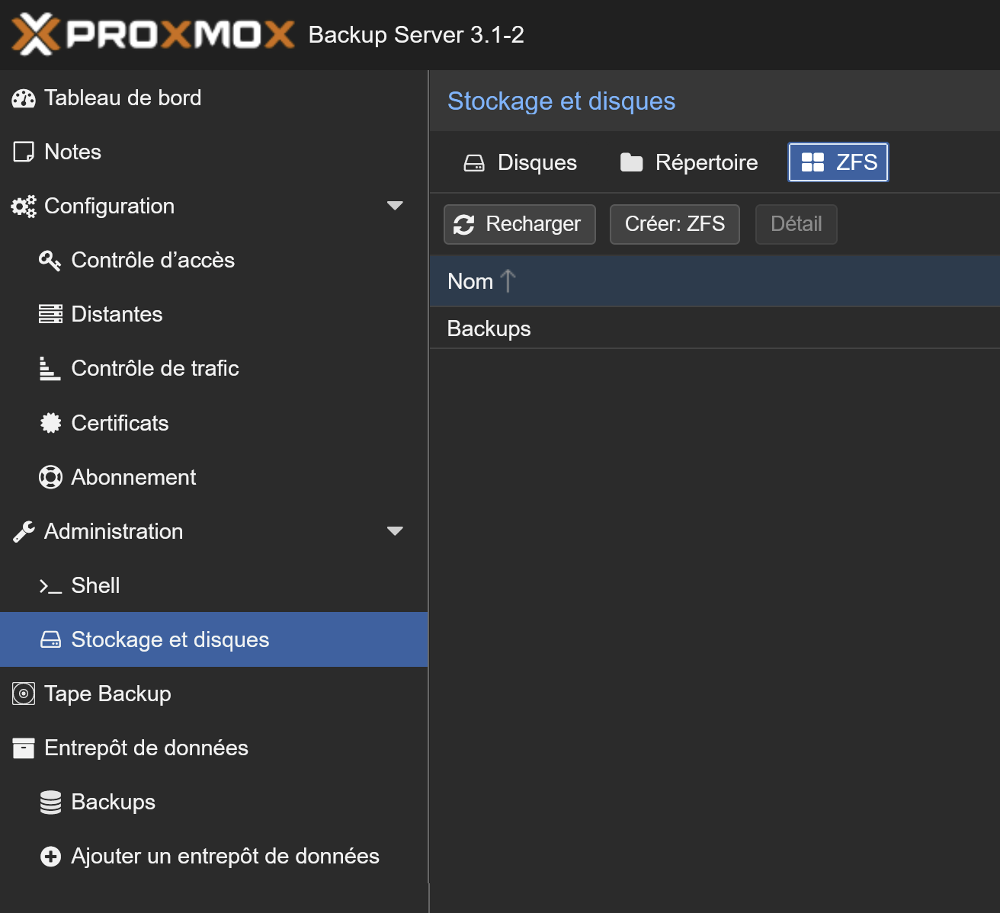 PROXMOX Backup Server 3.1-2
Tableau de bord
Notes
Configuration
Contrôle d’accès
Distantes
Contrôle de trafic
Certificats
Abonnement
Administration
Shell
Stockage et disques
Tape Backup
Entrepôt de données
Backups
Ajouter un entrepôt de données
Stockage et disques
Disques Répertoire ZFS
Recharger Créer: ZFS Détail
Nom
Backups